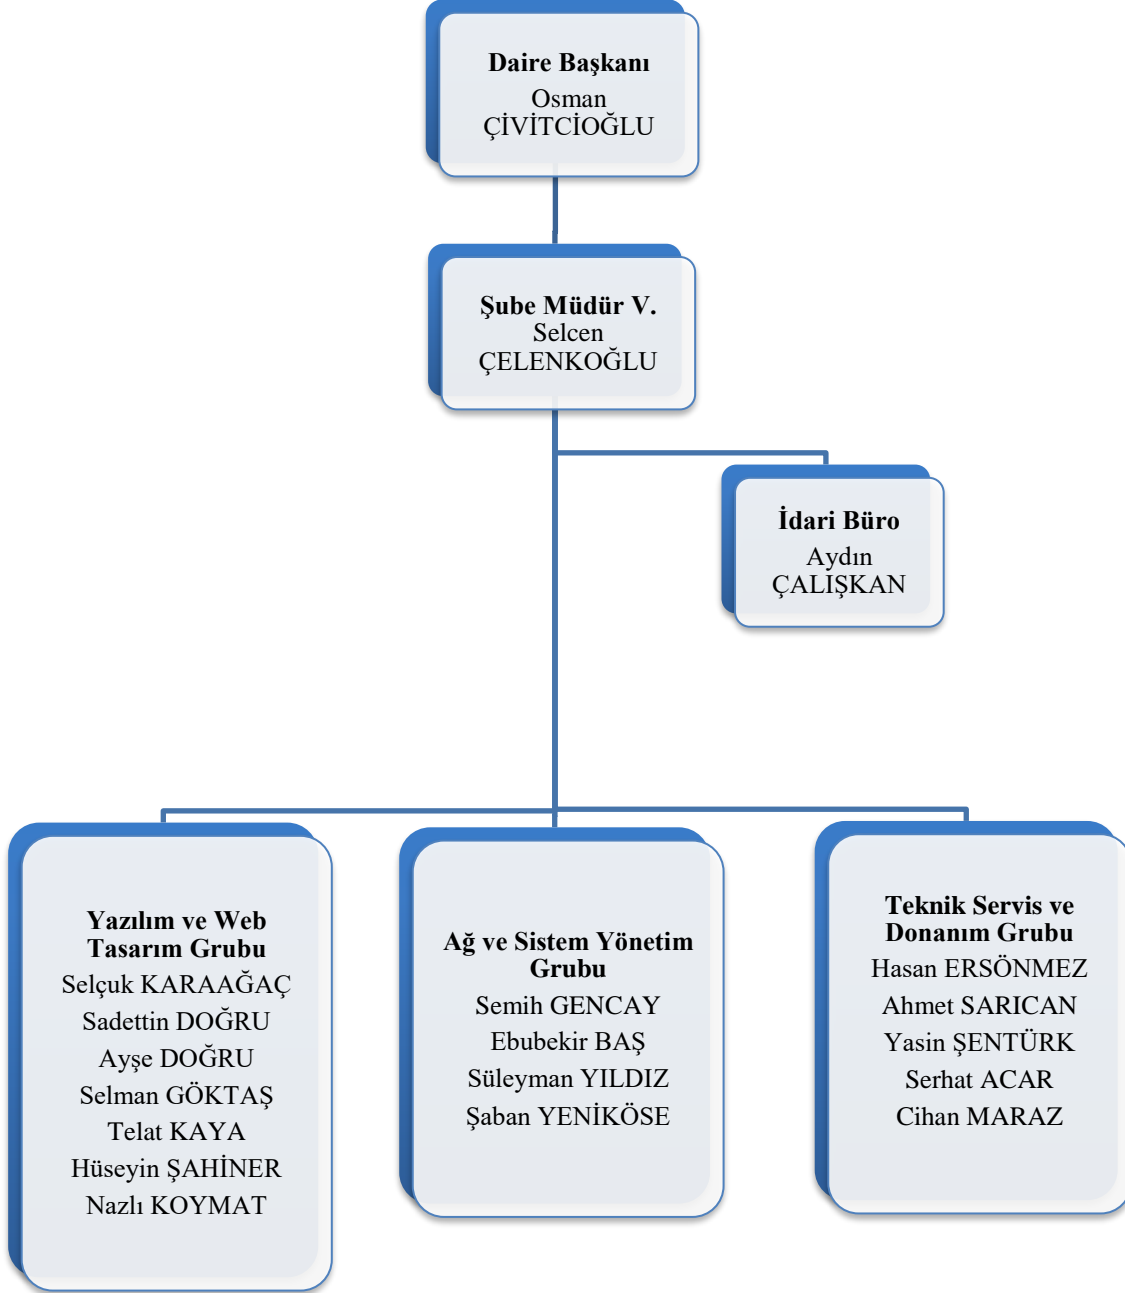 Daire Başkanı
Osman
ÇİVİTCİOĞLU
Şube Müdür V.
Selcen
ÇELENKOĞLU
İdari Büro
Aydın
ÇALIŞKAN
Yazılım ve Web
Tasarım Grubu
Selçuk KARAAĞAÇ
Sadettin DOĞRU
Ayşe DOĞRU
Selman GÖKTAŞ
Telat KAYA
Hüseyin ŞAHİNER
Nazlı KOYMAT
Ağ ve Sistem Yönetim
Grubu
Semih GENCAY
Ebubekir BAŞ
Süleyman YILDIZ
Şaban YENİKÖSE
Teknik Servis ve
Donanım Grubu
Hasan ERSÖNMEZ
Ahmet SARICAN
Yasin ŞENTÜRK
Serhat ACAR
Cihan MARAZ